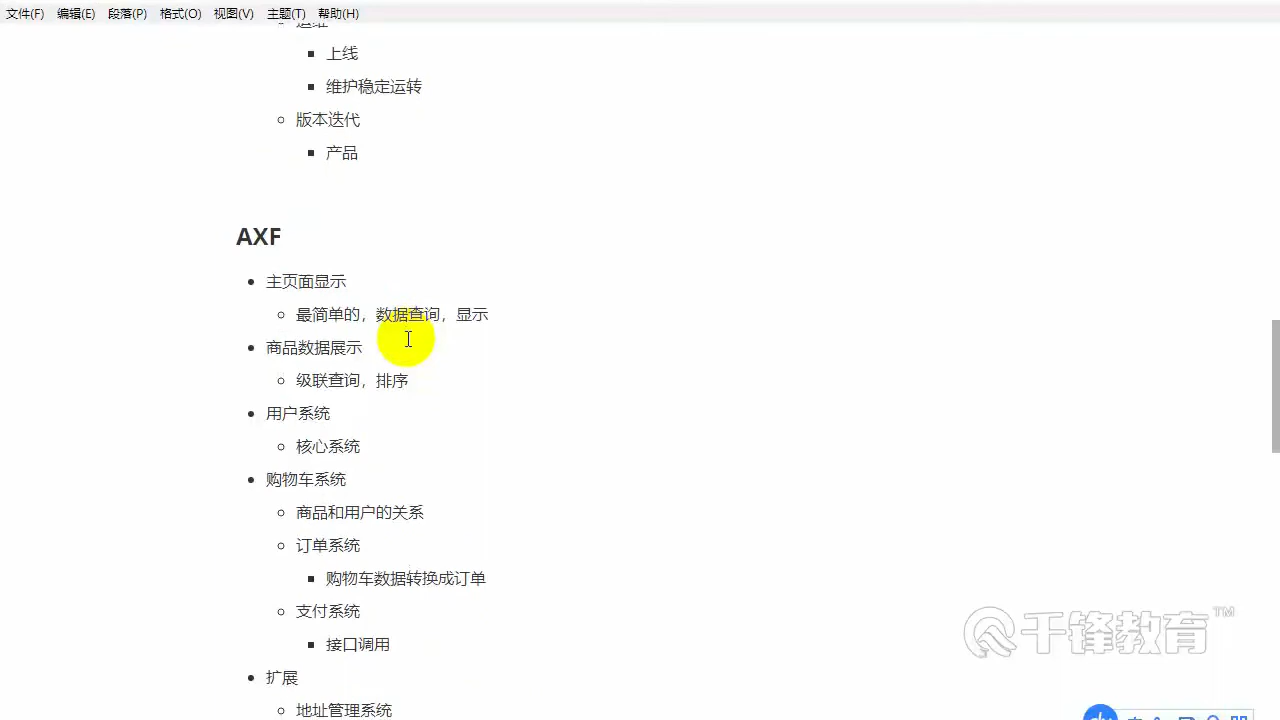 文件(F) 编辑(E) 段落(P) 格式(O) 视图(V) 主题(T) 帮助(H)
运维
上线
维护稳定运转
版本迭代
产品
AXF
主页面显示
最简单的，数据查询，显示
商品数据展示
级联查询，排序
用户系统
核心系统
购物车系统
商品和用户的关系
订单系统
购物车数据转换成订单
支付系统
接口调用
扩展
地址管理系统
千锋教育™